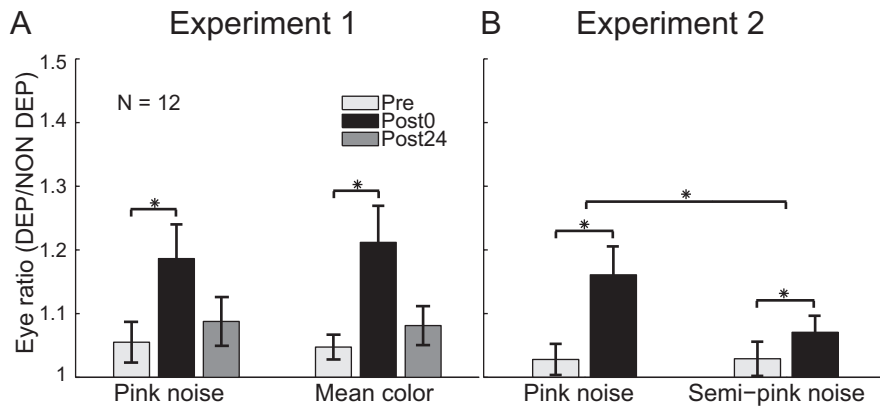 A Experiment 1
B Experiment 2
Eye ratio (DEP/NON DEP)
1.5
1.4
1.3
1.2
1.1
1
N = 12
Pre
Post0
Post24
*
*
*
*
*
Pink noise Mean color
Pink noise Semi−pink noise